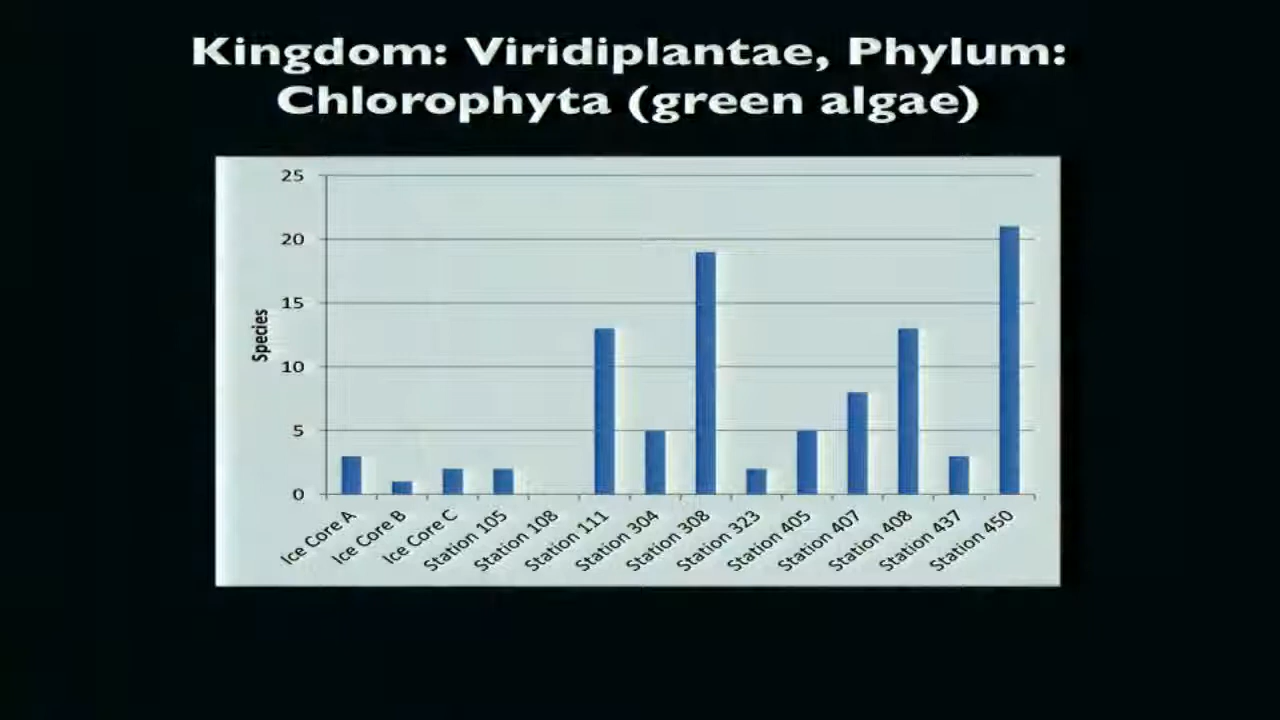 Kingdom: Viridiplantae, Phylum:
Chlorophyta (green algae)
25
20
15
10
5
0
Species
Ice Core A
Ice Core B
Ice Core C
Station 105
Station 108
Station 111
Station 304
Station 308
Station 323
Station 405
Station 407
Station 408
Station 437
Station 450